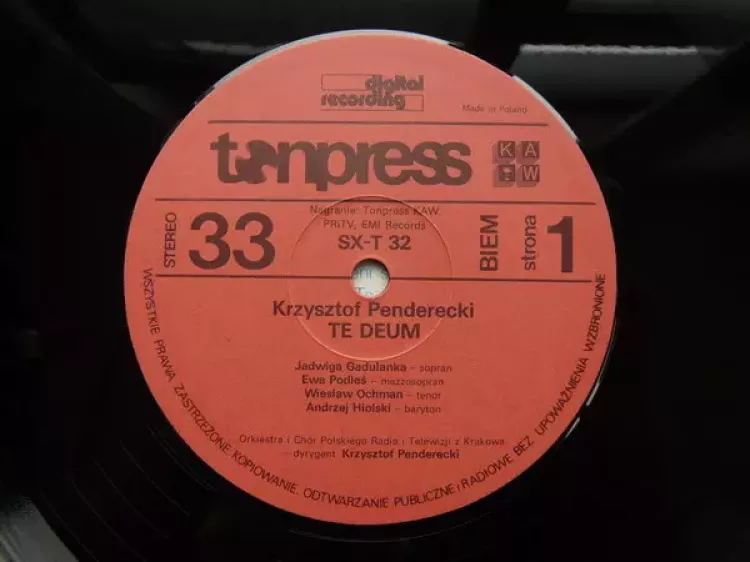 digital
recording
Made in Poland
tonpress
KAW
Nagranie: Tonpress KAW,
PRiTV, EMI Records
STEREO
33
SX-T 32
BIEM
strona
1
Krzysztof Penderecki
TE DEUM
Jadwiga Gadulanka – sopran
Ewa Podleś – mezzosopran
Wiesław Ochman – tenor
Andrzej Hiolski – baryton
Orkiestra i Chór Polskiego Radia i Telewizji z Krakowa
dyrygent Krzysztof Penderecki
WSZYSTKIE PRAWA ZASTRZEŻONE KOPIOWANIE, ODTWARZANIE PUBLICZNE i RADIOWE BEZ UPOWAŻNIENIA WZBRONIONE